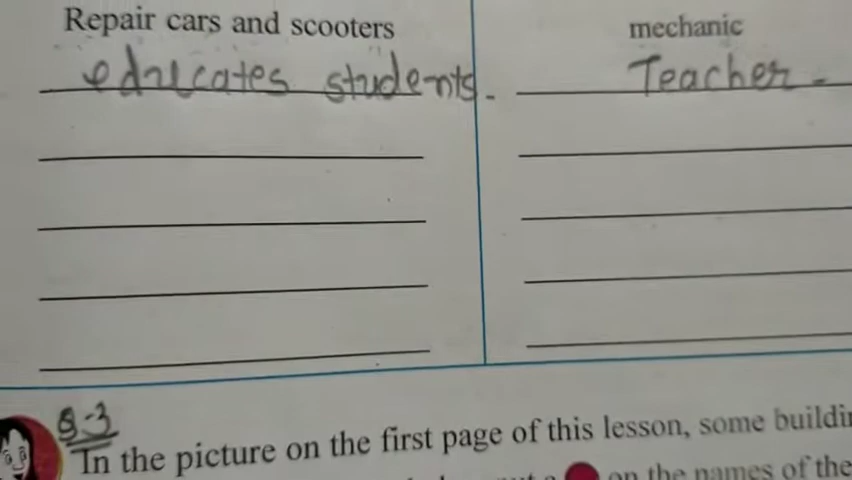 Repair cars and scooters mechanic
educates students. Teacher -
Q-3
In the picture on the first page of this lesson, some
on the names of the